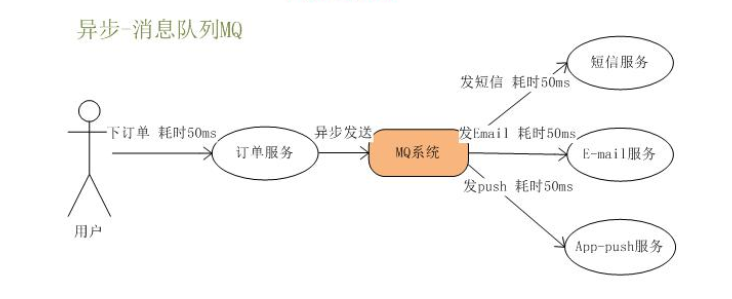 异步-消息队列MQ
短信服务
发短信 耗时50ms
下订单 耗时50ms
异步发送
发Email 耗时50ms
订单服务
MQ系统
E-mail服务
发push 耗时50ms
用户
App-push服务